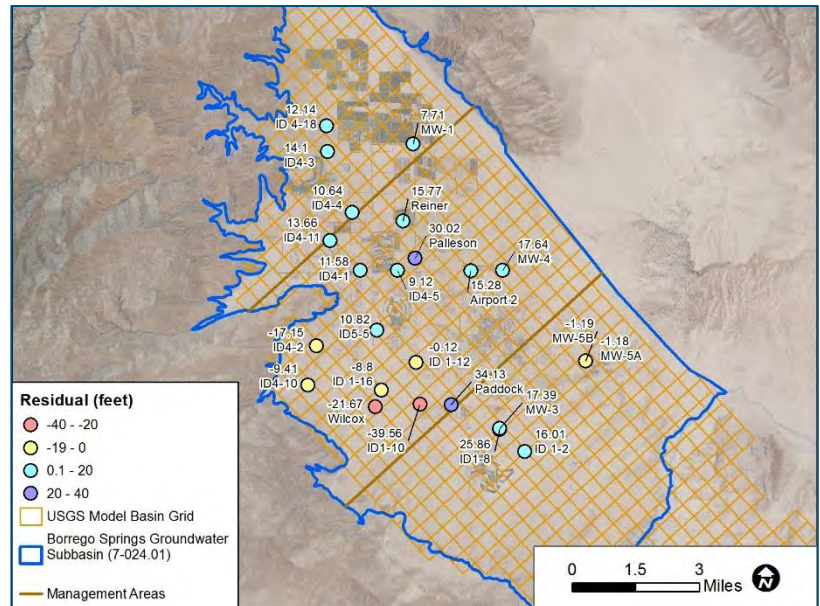 12.14
ID 4-18
7.71
MW-1
14.1
ID4-3
10.64
ID4-4
15.77
Reiner
13.66
ID4-11
30.02
Palleson
17.64
MW-4
11.58
ID4-1
9.12
ID4-5
15.28
Airport 2
10.82
ID5-5
-17.15
ID4-2
-0.12
ID 1-12
-1.19
MW-5B
-1.18
MW-5A
-9.41
ID4-10
-8.8
ID 1-16
34.13
Paddock
-21.67
Wilcox
-39.56
ID1-10
17.39
MW-3
25.86
ID1-8
16.01
ID 1-2
Residual (feet)
-40 - -20
-19 - 0
0.1 - 20
20 - 40
USGS Model Basin Grid
Borrego Springs Groundwater
Subbasin (7-024.01)
Management Areas
0 1.5 3
Miles
N